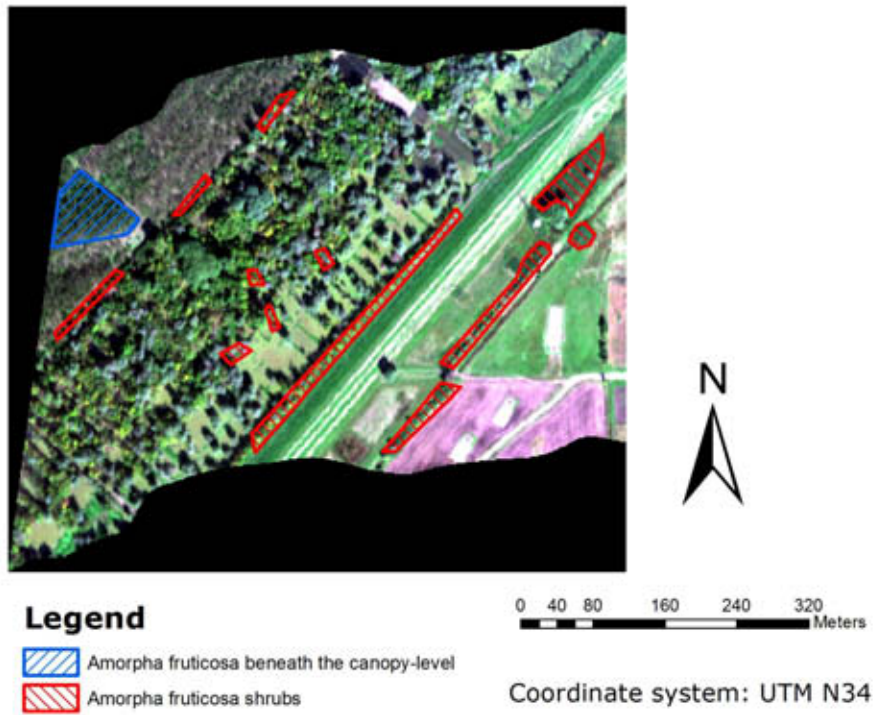 N
Legend
Amorpha fruticosa beneath the canopy-level
Amorpha fruticosa shrubs
0 40 80 160 240 320
Meters
Coordinate system: UTM N34